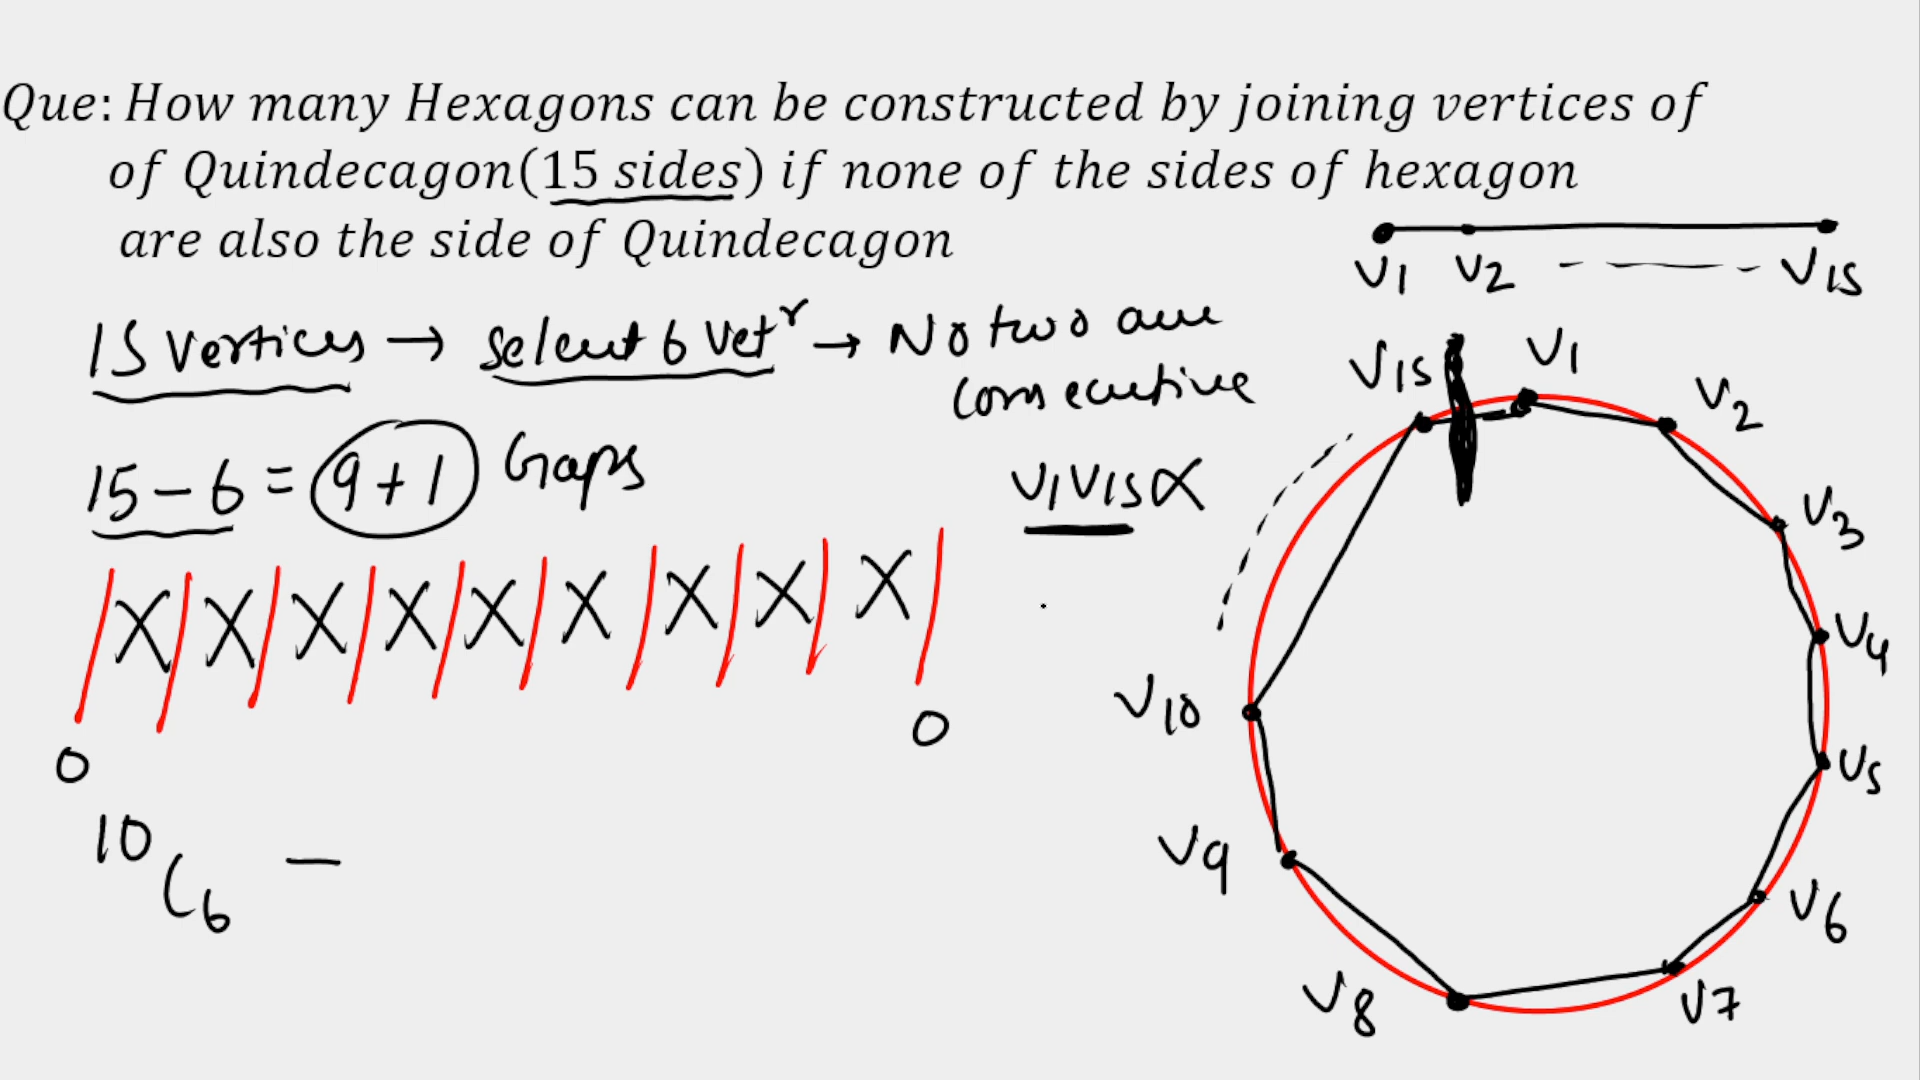 Que: How many Hexagons can be constructed by joining vertices of
of Quindecagon(15 sides) if none of the sides of hexagon
are also the side of Quindecagon
V1 V2 - - - - V15
15 vertices → select 6 vetʳ → No two are
consecutive
15 - 6 = 9+1 Gaps
V1V15 X
/X/X/X/X/X/X/X/X/X/
0 0
¹⁰C₆ —
V15 V1
V2
V3
V4
V5
V6
V7
V8
V9
V10